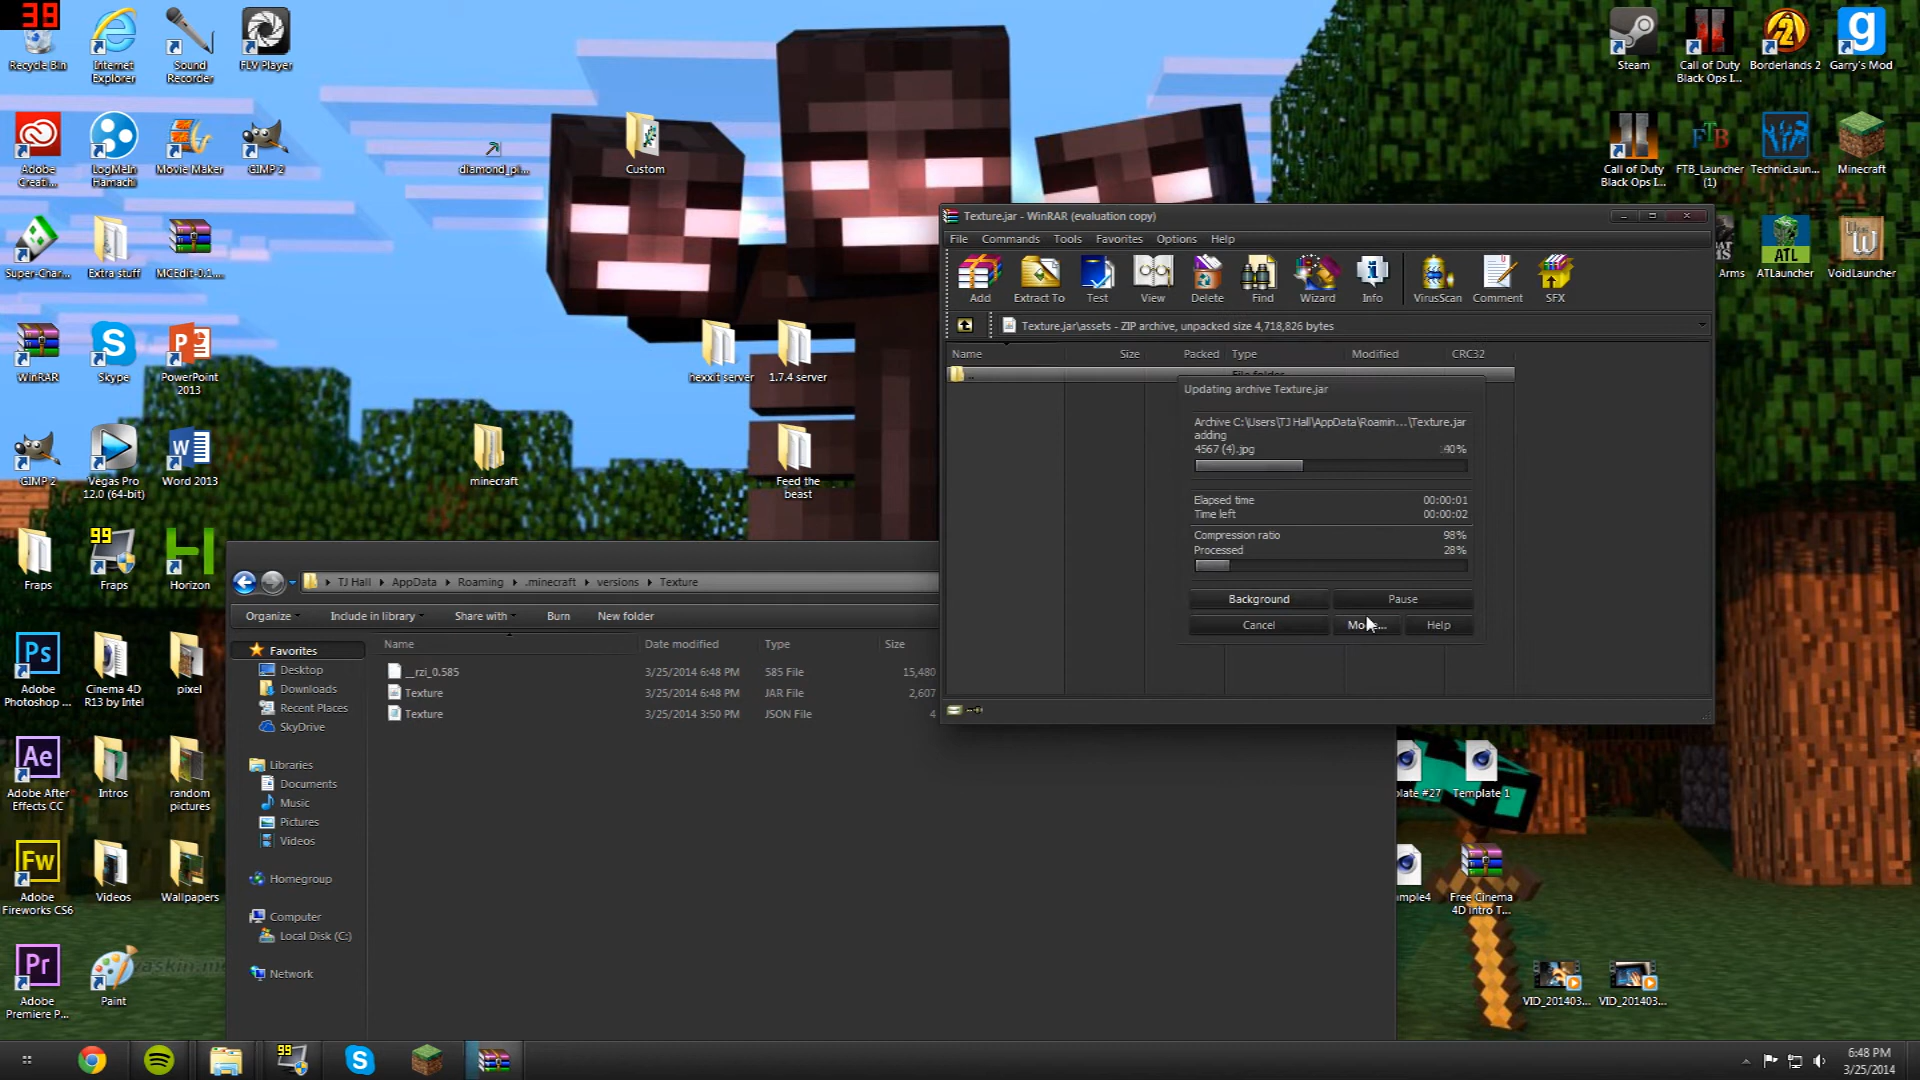 38
Recycle Bin
Internet
Explorer
Sound
Recorder
FLV Player
Adobe
Creati...
LogMeIn
Hamachi
Movie Maker
GIMP 2
Super-Char...
Extra stuff
MCEdit-0.1....
WinRAR
Skype
PowerPoint
2013
GIMP 2
Vegas Pro
12.0 (64-bit)
Word 2013
Fraps
99
Fraps
Horizon
Adobe
Photoshop ...
Cinema 4D
R13 by Intel
pixel
Adobe After
Effects CC
Intros
random
pictures
Adobe
Fireworks CS6
Videos
Wallpapers
Adobe
Premiere P...
Paint
diamond_pi...
Custom
hexxit server
1.7.4 server
minecraft
Feed the
beast
Steam
Call of Duty
Black Ops I...
Borderlands 2
Garry's Mod
Call of Duty
Black Ops I...
FTB_Launcher
(1)
TechnicLaun...
Minecraft
Arms
ATLauncher
VoidLauncher
Texture.jar - WinRAR (evaluation copy)
File Commands Tools Favorites Options Help
Add Extract To Test View Delete Find Wizard Info VirusScan Comment SFX
Texture.jar\assets - ZIP archive, unpacked size 4,718,826 bytes
Name Size Packed Type Modified CRC32
.. File folder
Updating archive Texture.jar
Archive C:\Users\TJ Hall\AppData\Roamin...\Texture.jar
adding
4567 (4).jpg 40%
Elapsed time 00:00:01
Time left 00:00:02
Compression ratio 98%
Processed 28%
Background Pause
Cancel Help
TJ Hall AppData Roaming .minecraft versions Texture
Organize Include in library Share with Burn New folder
Name Date modified Type Size
__rzi_0.585 3/25/2014 6:48 PM 585 File 15,480
Texture 3/25/2014 6:48 PM JAR File 2,607
Texture 3/25/2014 3:50 PM JSON File 4
Favorites
Desktop
Downloads
Recent Places
SkyDrive
Libraries
Documents
Music
Pictures
Videos
Homegroup
Computer
Local Disk (C:)
Network
plate #27
Template 1
Free Cinema
4D intro T...
VID_201403...
VID_201403...
99
6:48 PM
3/25/2014